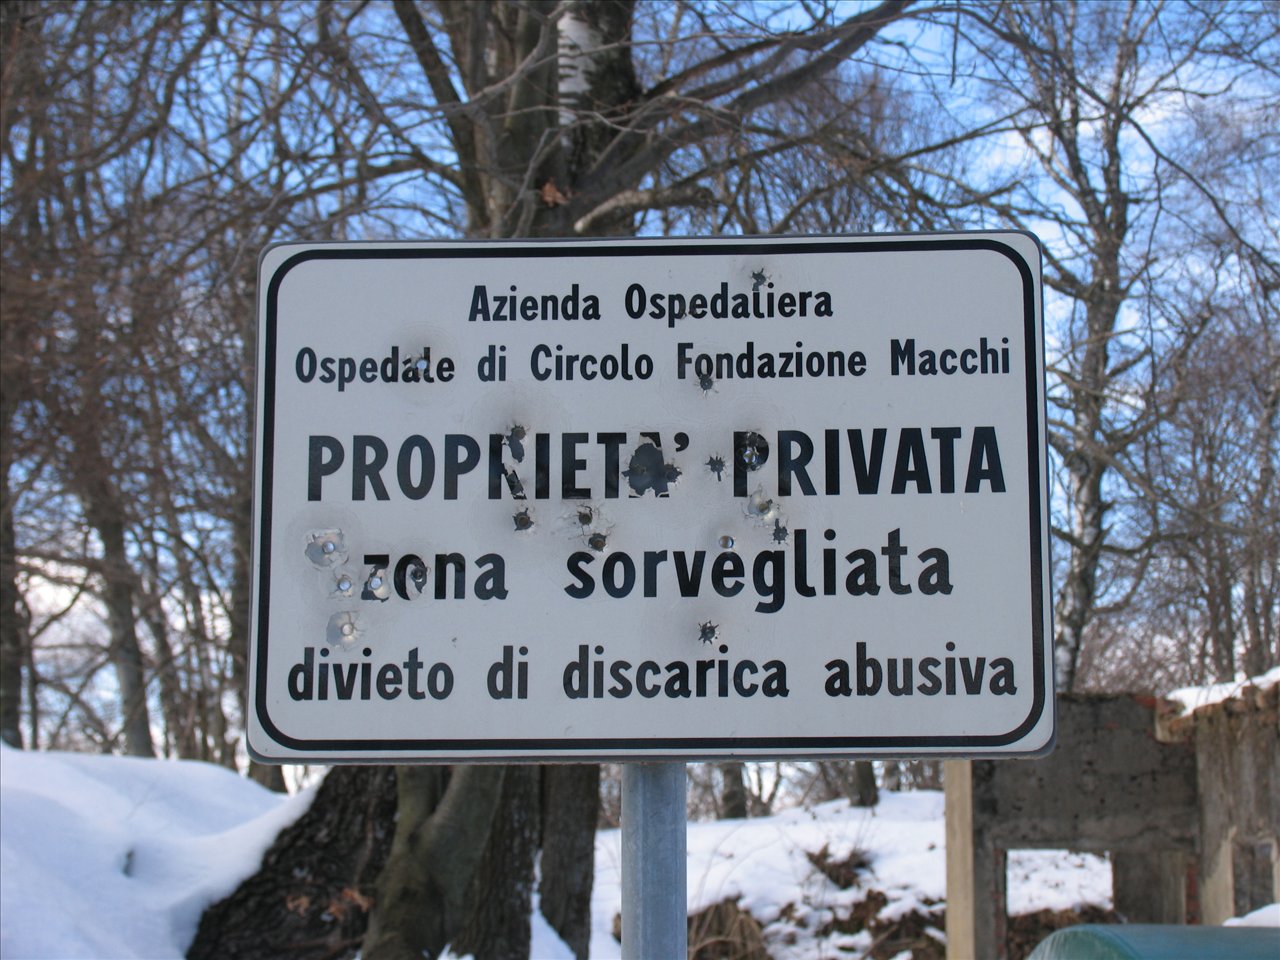 Azienda Ospedaliera
Ospedale di Circolo Fondazione Macchi
PROPRIETA' PRIVATA
zona sorvegliata
divieto di discarica abusiva